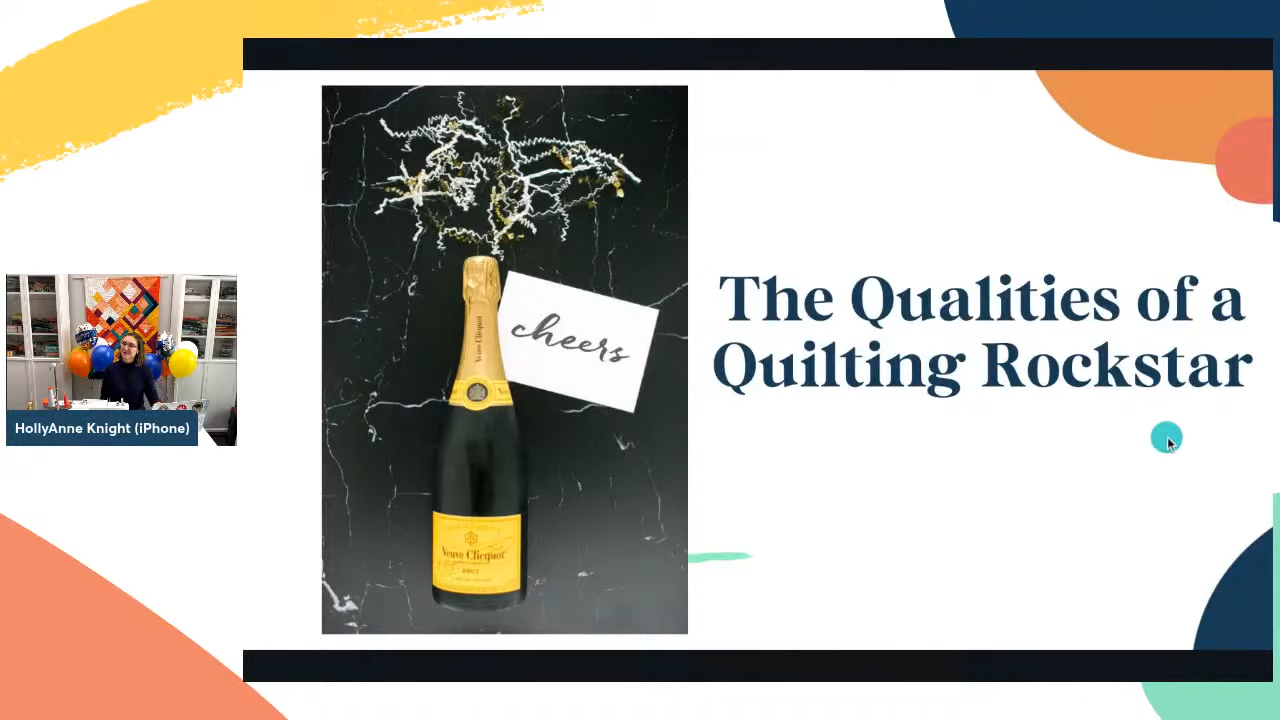 The Qualities of a
Quilting Rockstar
cheers
Veuve Clicquot
Veuve Clicquot
BRUT
HollyAnne Knight (iPhone)